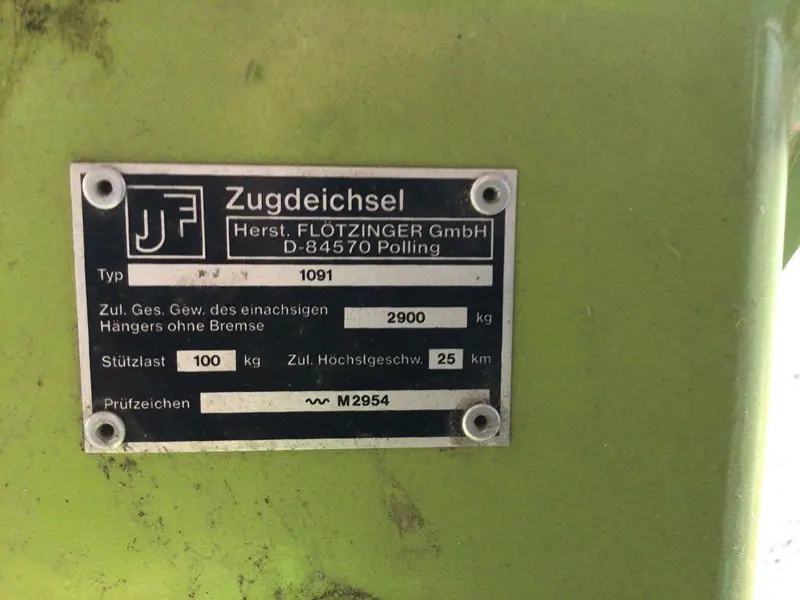 JF
Zugdeichsel
Herst. FLÖTZINGER GmbH
D-84570 Polling
Typ 1091
Zul. Ges. Gew. des einachsigen
Hängers ohne Bremse 2900 kg
Stützlast 100 kg Zul. Höchstgeschw. 25 km
Prüfzeichen M2954